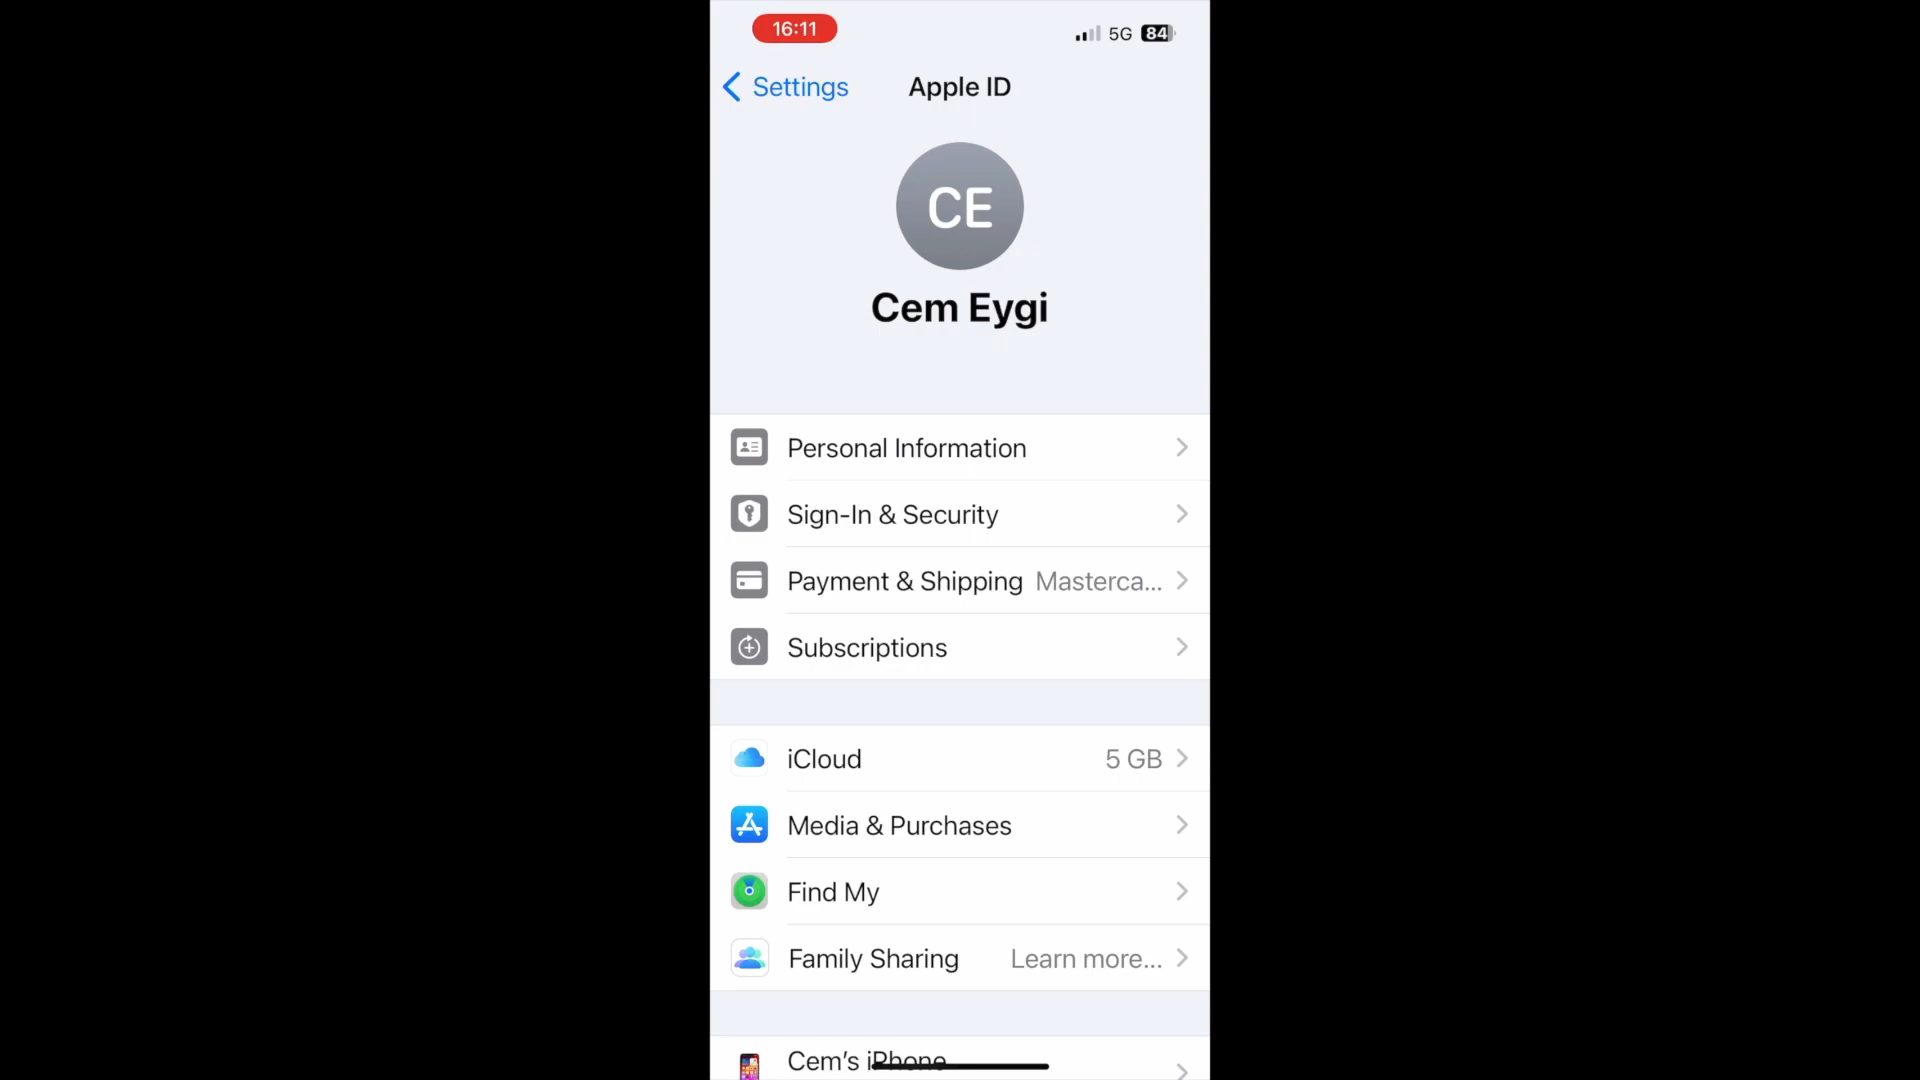 16:11
5G 84
Settings
Apple ID
CE
Cem Eygi
Personal Information
Sign-In & Security
Payment & Shipping Masterca...
Subscriptions
iCloud 5 GB
Media & Purchases
Find My
Family Sharing Learn more...
Cem's iPhone